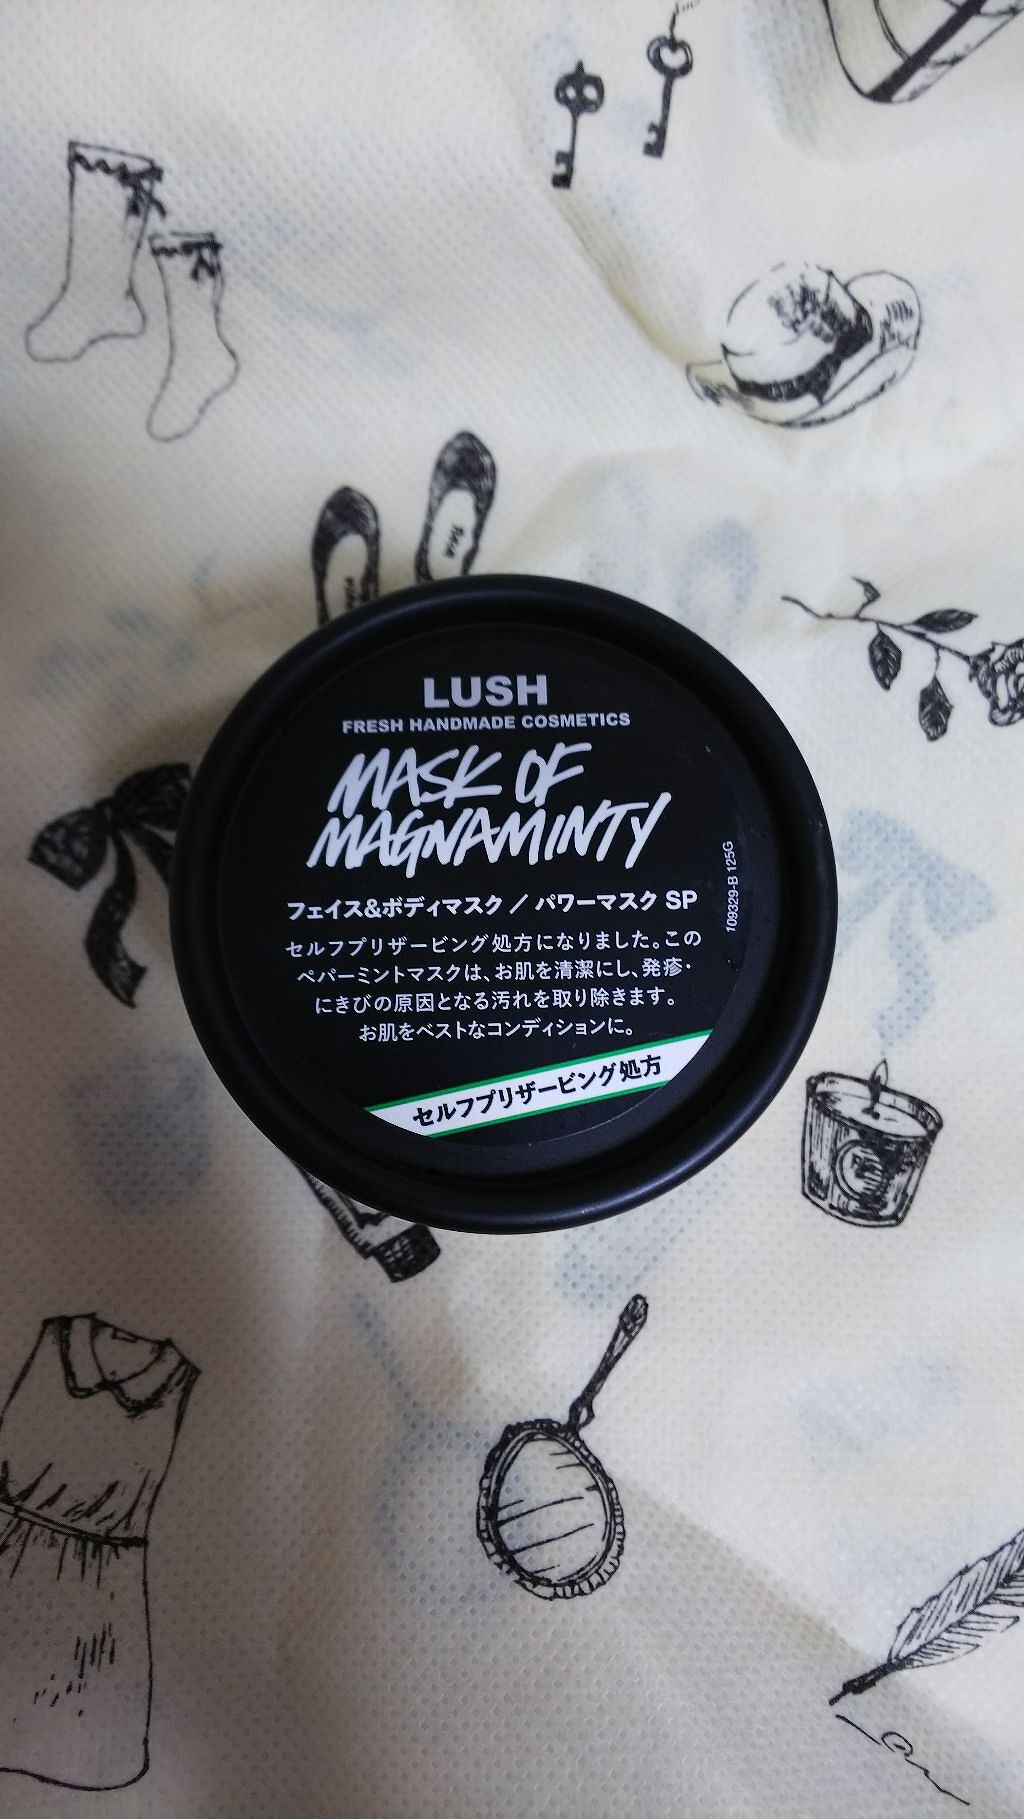 LUSH
FRESH HANDMADE COSMETICS
MASK OF
MAGNAMINTY
フェイス&ボディマスク / パワーマスク SP
セルフプリザービング処方になりました。この
ペパーミントマスクは、お肌を清潔にし、発疹・
にきびの原因となる汚れを取り除きます。
お肌をベストなコンディションに。
セルフプリザービング処方
109329-B 125G